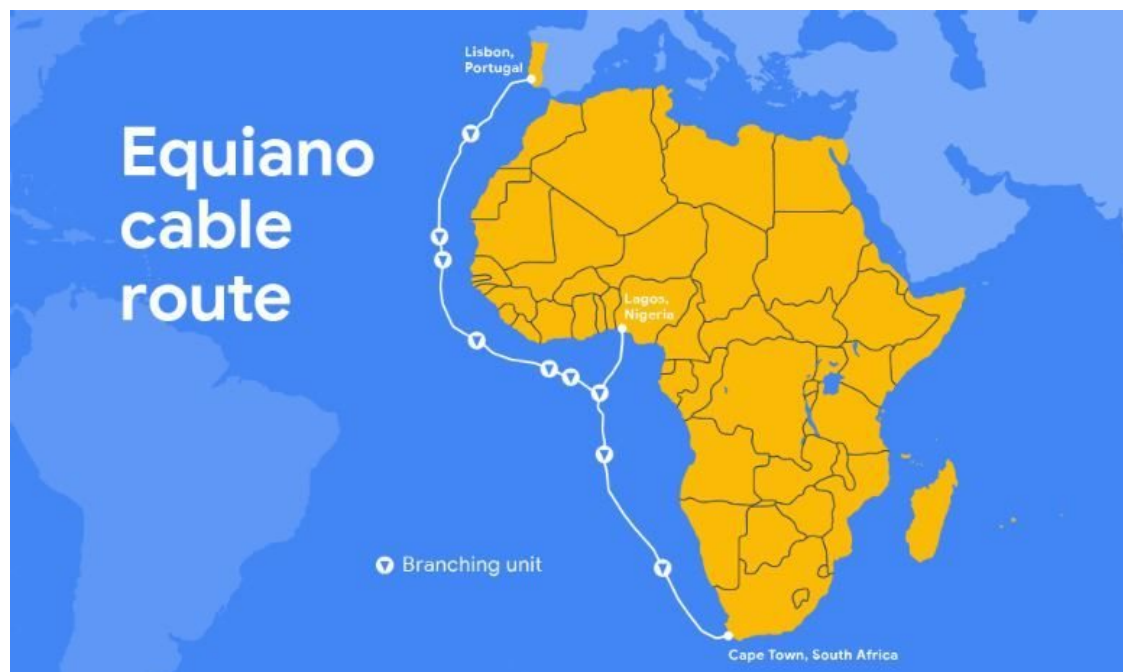 Lisbon,
Portugal
Equiano
cable
route
Lagos,
Nigeria
Branching unit
Cape Town, South Africa